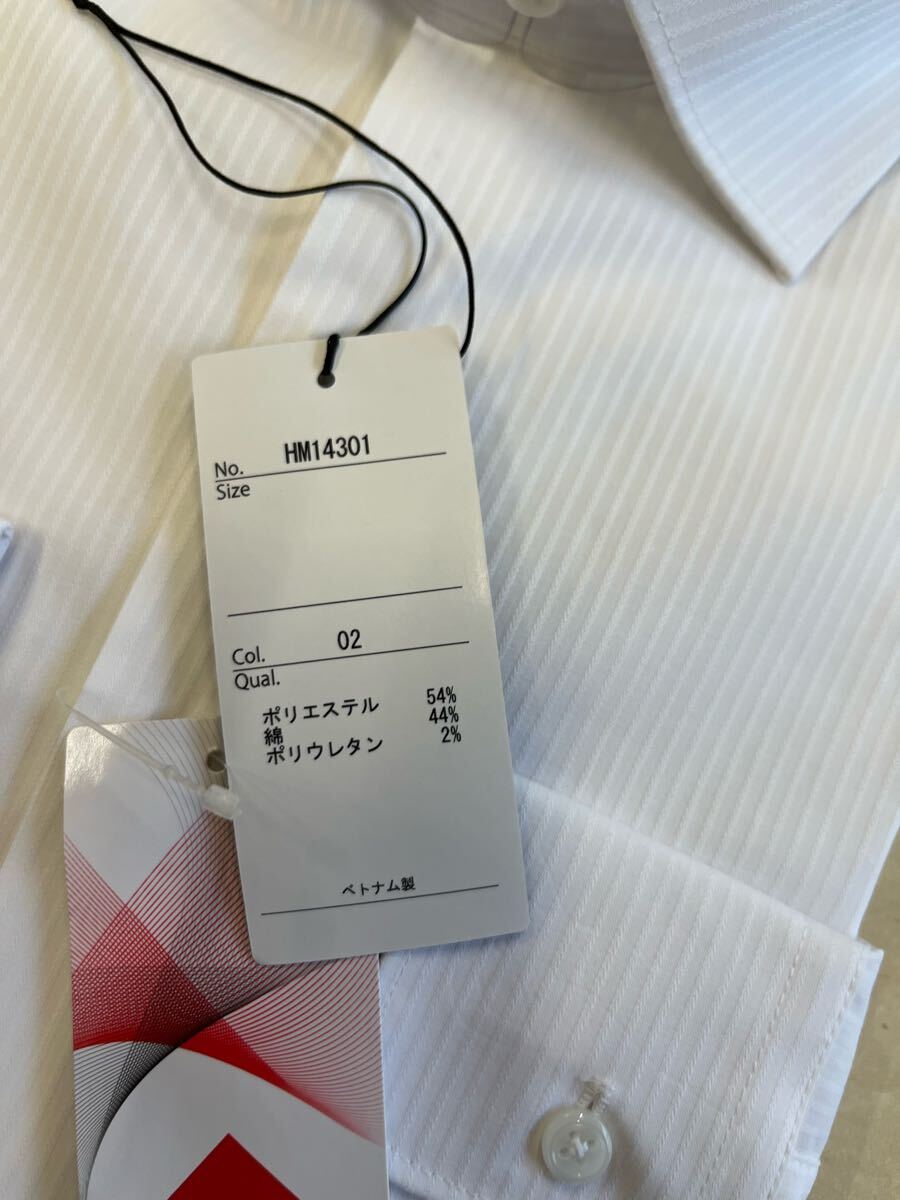 No. HM14301
Size
Col. 02
Qual.
ポリエステル 54%
綿 44%
ポリウレタン 2%
ベトナム製